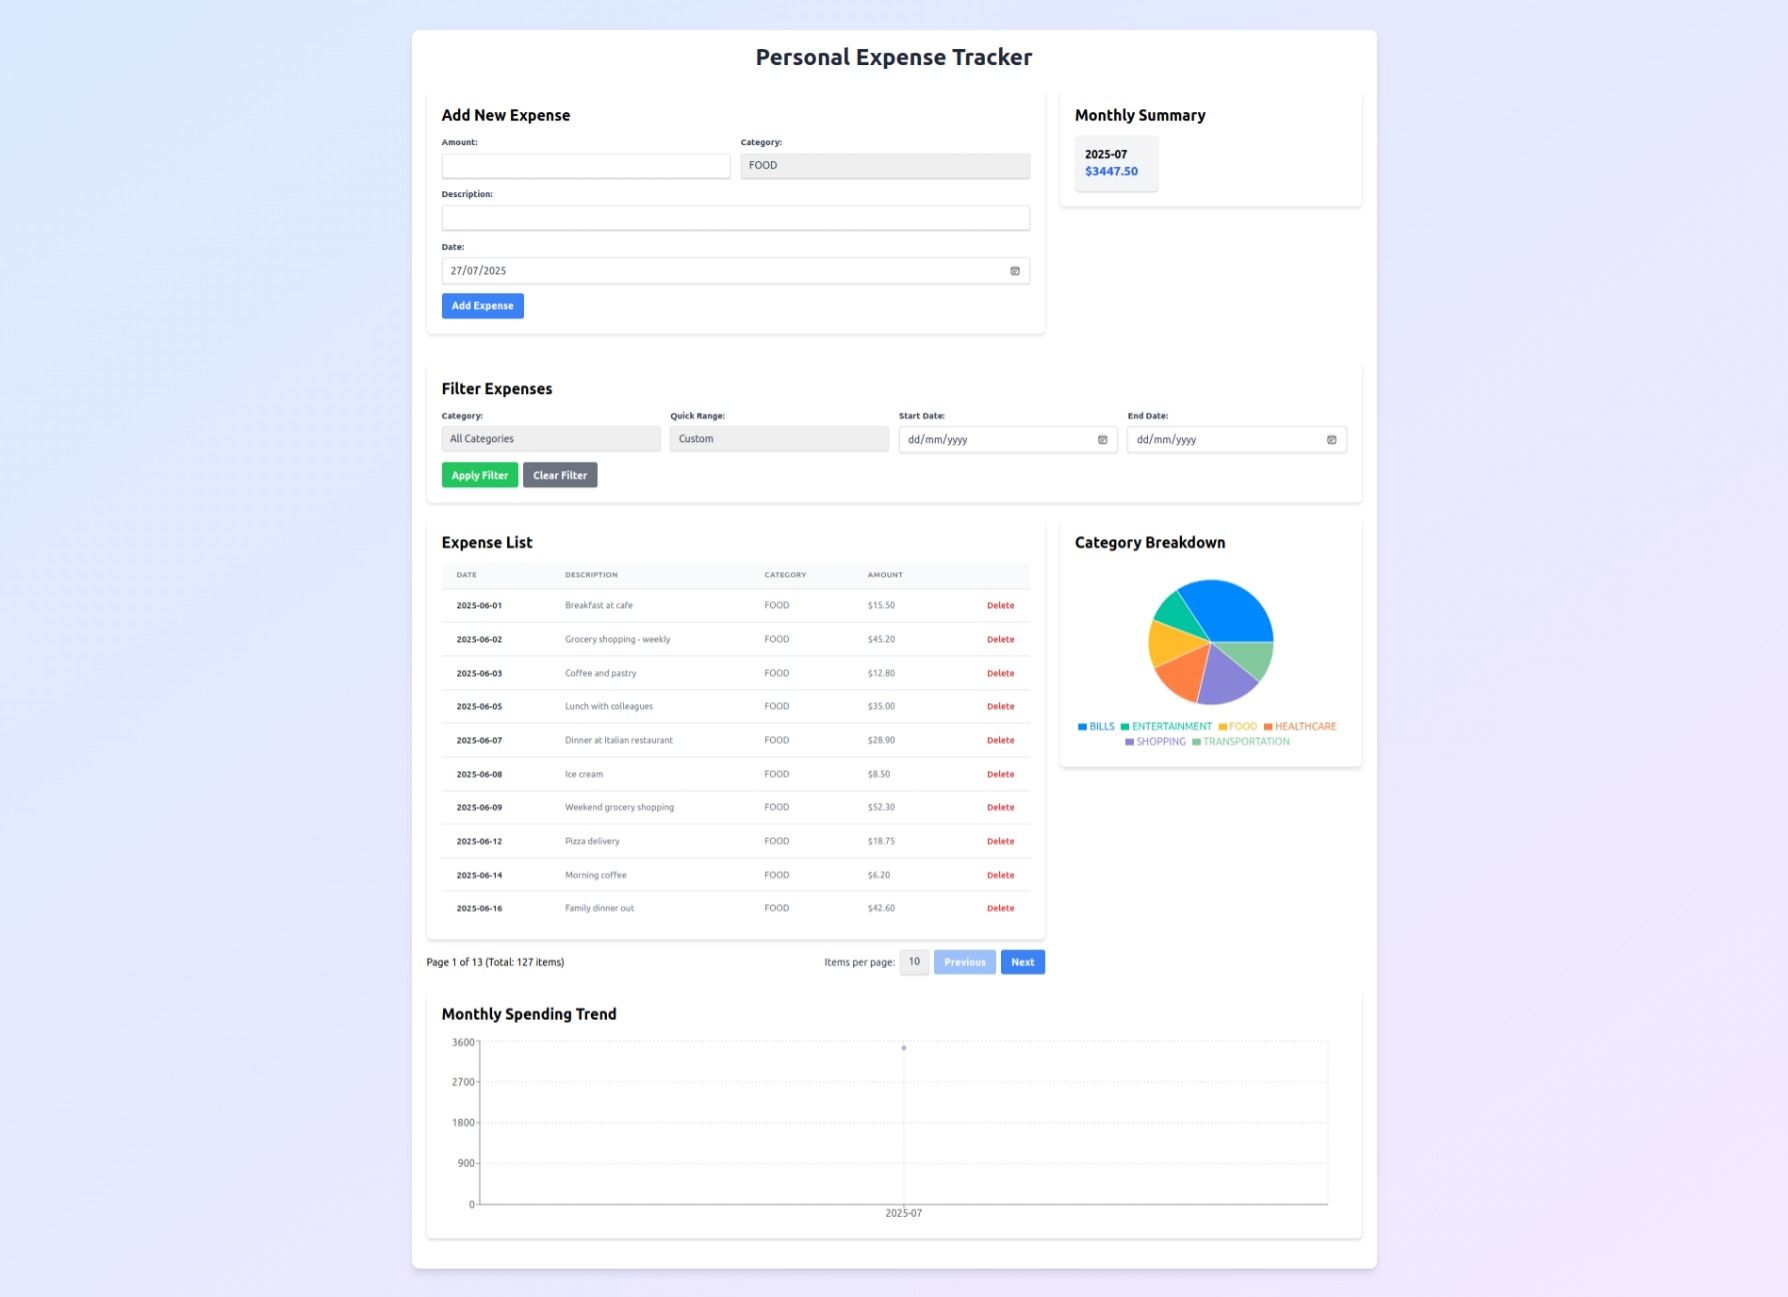 Personal Expense Tracker
Add New Expense
Amount: Category:
FOOD
Description:
Date:
27/07/2025
Add Expense
Monthly Summary
2025-07
$3447.50
Filter Expenses
Category: Quick Range: Start Date: End Date:
All Categories Custom dd/mm/yyyy dd/mm/yyyy
Apply Filter Clear Filter
Expense List
DATE DESCRIPTION CATEGORY AMOUNT
2025-06-01 Breakfast at cafe FOOD $15.50 Delete
2025-06-02 Grocery shopping - weekly FOOD $45.20 Delete
2025-06-03 Coffee and pastry FOOD $12.80 Delete
2025-06-05 Lunch with colleagues FOOD $35.00 Delete
2025-06-07 Dinner at Italian restaurant FOOD $28.90 Delete
2025-06-08 Ice cream FOOD $8.50 Delete
2025-06-09 Weekend grocery shopping FOOD $52.30 Delete
2025-06-12 Pizza delivery FOOD $18.75 Delete
2025-06-14 Morning coffee FOOD $6.20 Delete
2025-06-16 Family dinner out FOOD $42.60 Delete
Page 1 of 13 (Total: 127 items) Items per page: 10 Previous Next
Category Breakdown
BILLS ENTERTAINMENT FOOD HEALTHCARE
SHOPPING TRANSPORTATION
Monthly Spending Trend
3600
2700
1800
900
0
2025-07